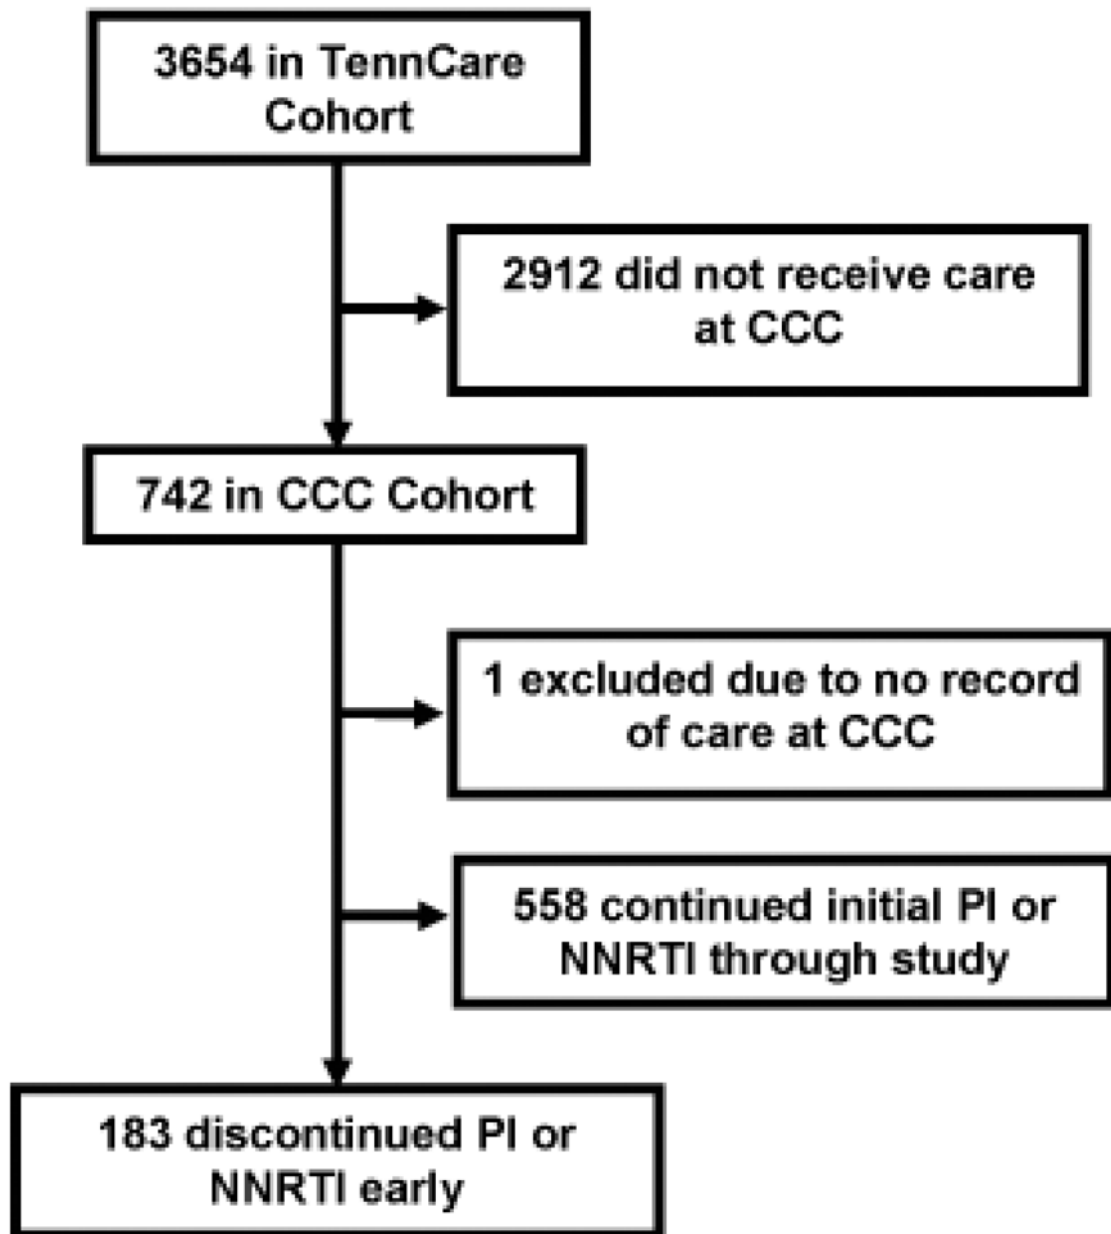 3654 in TennCare
Cohort
2912 did not receive care
at CCC
742 in CCC Cohort
1 excluded due to no record
of care at CCC
558 continued initial PI or
NNRTI through study
183 discontinued PI or
NNRTI early